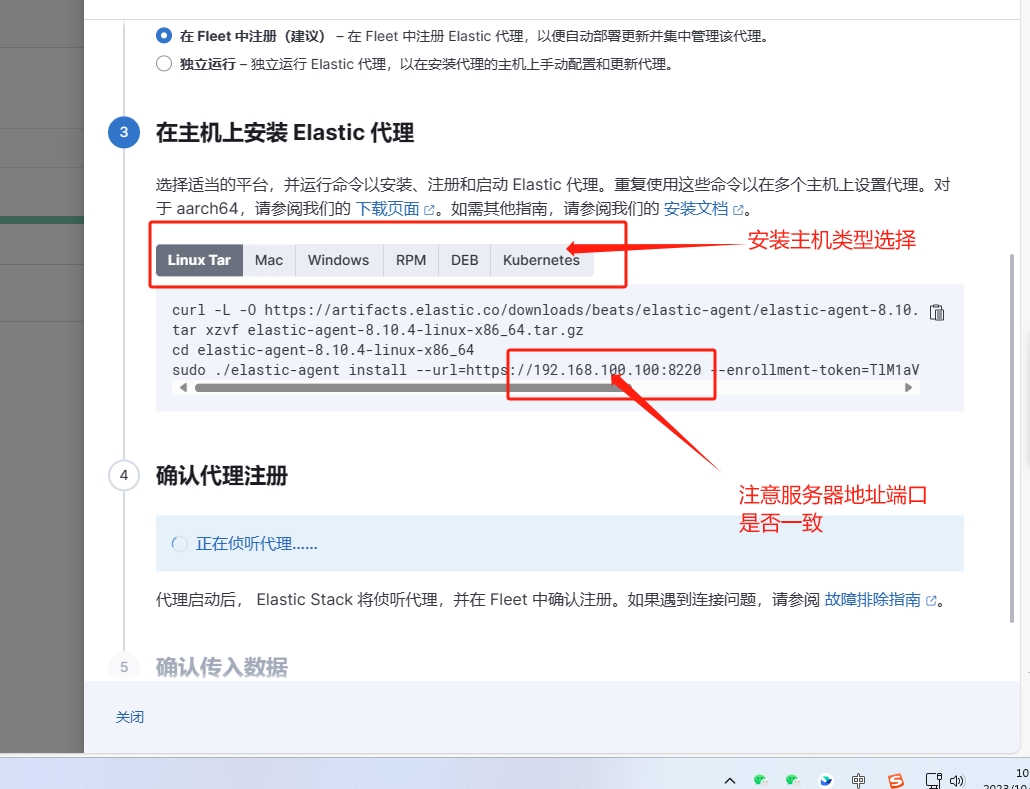 在 Fleet 中注册（建议） – 在 Fleet 中注册 Elastic 代理，以便自动部署更新并集中管理该代理。
独立运行 – 独立运行 Elastic 代理，以在安装代理的主机上手动配置和更新代理。
3 在主机上安装 Elastic 代理
选择适当的平台，并运行命令以安装、注册和启动 Elastic 代理。重复使用这些命令以在多个主机上设置代理。对
于 aarch64，请参阅我们的 下载页面。如需其他指南，请参阅我们的 安装文档。
安装主机类型选择
Linux Tar Mac Windows RPM DEB Kubernetes
curl -L -O https://artifacts.elastic.co/downloads/beats/elastic-agent/elastic-agent-8.10.
tar xzvf elastic-agent-8.10.4-linux-x86_64.tar.gz
cd elastic-agent-8.10.4-linux-x86_64
sudo ./elastic-agent install --url=https://192.168.100.100:8220 --enrollment-token=TlM1aV
4 确认代理注册
注意服务器地址端口
是否一致
正在侦听代理......
代理启动后， Elastic Stack 将侦听代理，并在 Fleet 中确认注册。如果遇到连接问题，请参阅 故障排除指南。
5 确认传入数据
关闭
中
10